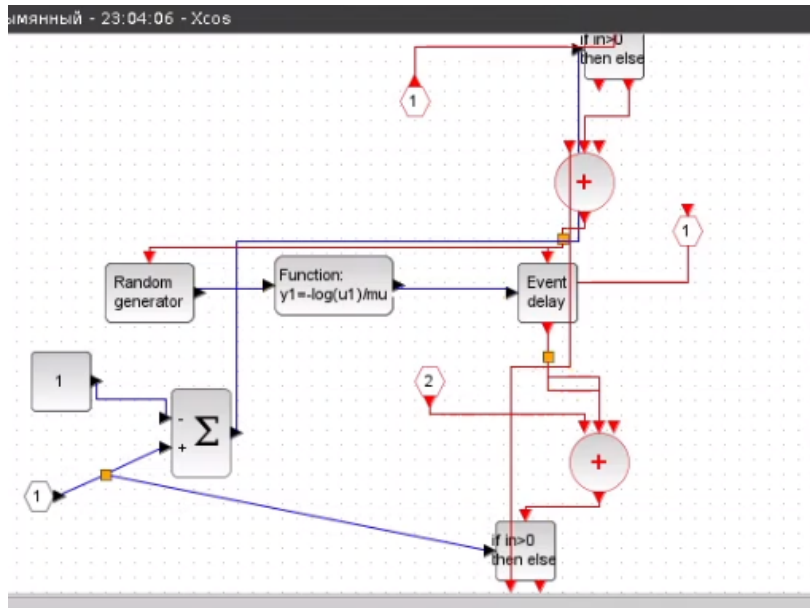 ымянный - 23:04:06 - Xcos
if in>0
then else
1
+
1
Random
generator
Function:
y1=-log(u1)/mu
Event
delay
1
2
-
+
Σ
+
1
if in>0
then else